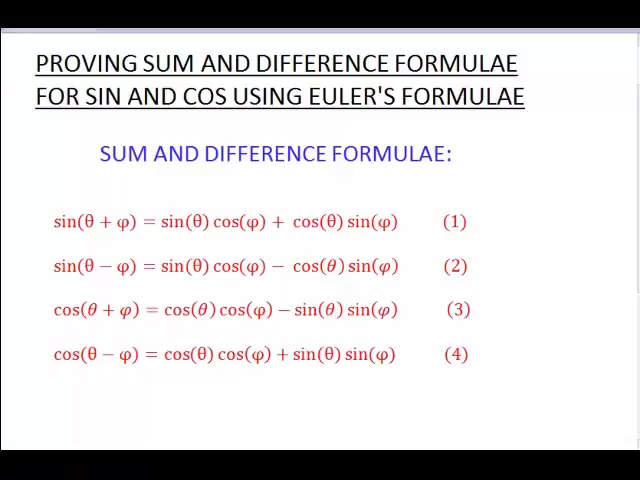 PROVING SUM AND DIFFERENCE FORMULAE
FOR SIN AND COS USING EULER'S FORMULAE
SUM AND DIFFERENCE FORMULAE:
sin(θ + φ) = sin(θ) cos(φ) + cos(θ) sin(φ) (1)
sin(θ − φ) = sin(θ) cos(φ) − cos(θ) sin(φ) (2)
cos(θ + φ) = cos(θ) cos(φ) − sin(θ) sin(φ) (3)
cos(θ − φ) = cos(θ) cos(φ) + sin(θ) sin(φ) (4)